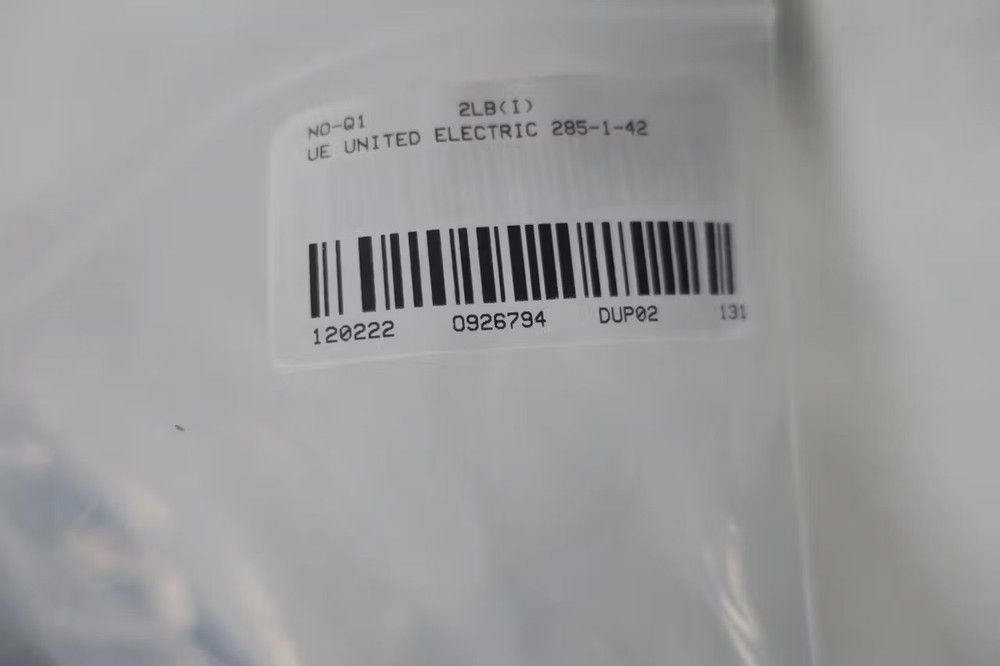 NO-Q1 2LB(I)
UE UNITED ELECTRIC 285-1-42
120222 0926794 DUP02 131